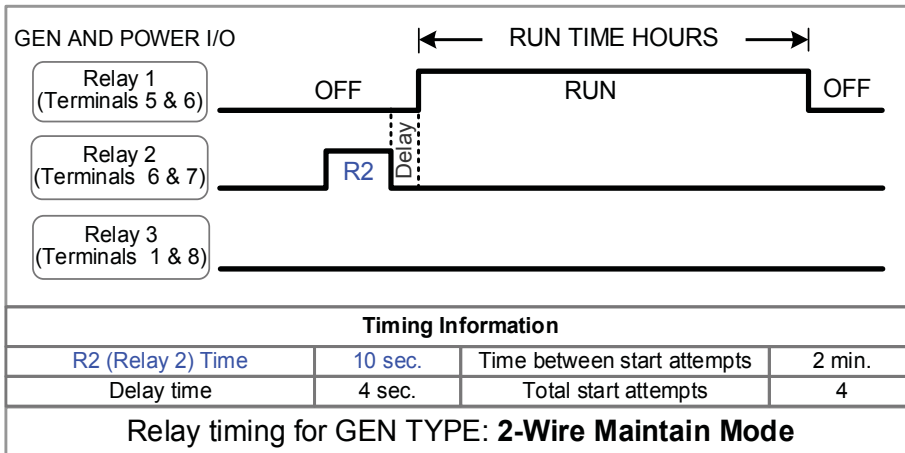 GEN AND POWER I/O
RUN TIME HOURS
Relay 1
(Terminals 5 & 6)
OFF
RUN
OFF
Relay 2
(Terminals 6 & 7)
R2
Delay
Relay 3
(Terminals 1 & 8)
Timing Information
R2 (Relay 2) Time 10 sec. Time between start attempts 2 min.
Delay time 4 sec. Total start attempts 4
Relay timing for GEN TYPE: 2-Wire Maintain Mode